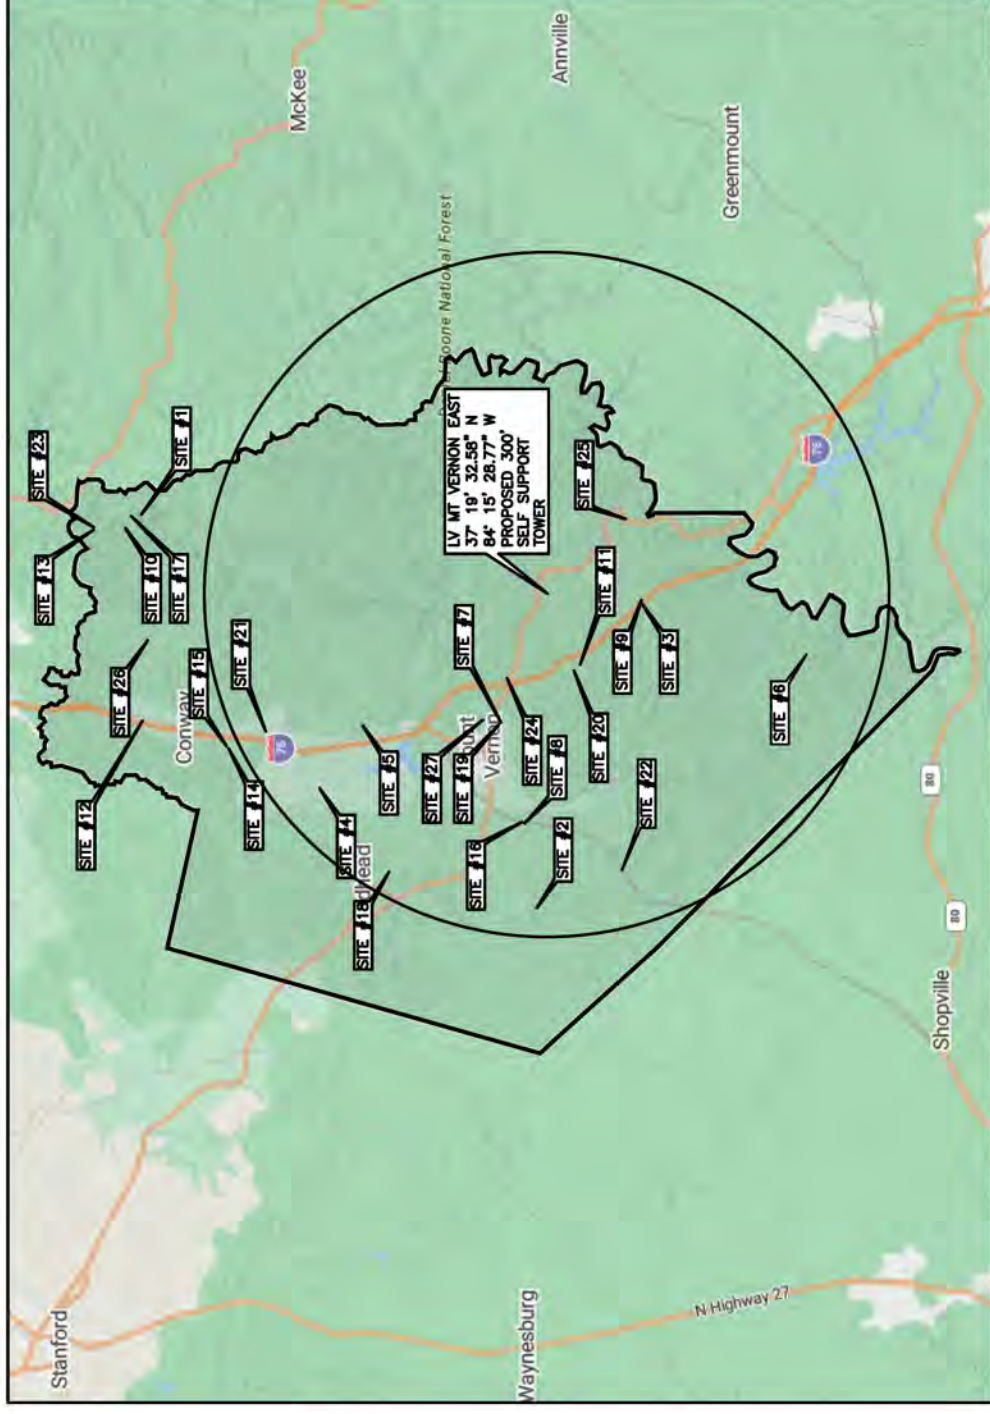 SITE #23
SITE #13
Stanford
SITE #12
SITE #26
SITE #10
SITE #17
SITE #1
Conway
SITE #15
SITE #21
SITE #14
75
McKee
SITE #4
SITE #18
dHead
SITE #5
SITE #27
Boone National Forest
SITE #19
SITE #7
SITE #16
ount
Vernon
LV MT VERNON EAST
37° 19' 32.58" N
84° 15' 28.77" W
PROPOSED 300'
SELF SUPPORT
TOWER
Waynesburg
SITE #24
SITE #8
Annville
SITE #2
SITE #25
SITE #20
SITE #11
SITE #9
SITE #22
SITE #3
Greenmount
N Highway 27
SITE #6
75
80
Shopville
80